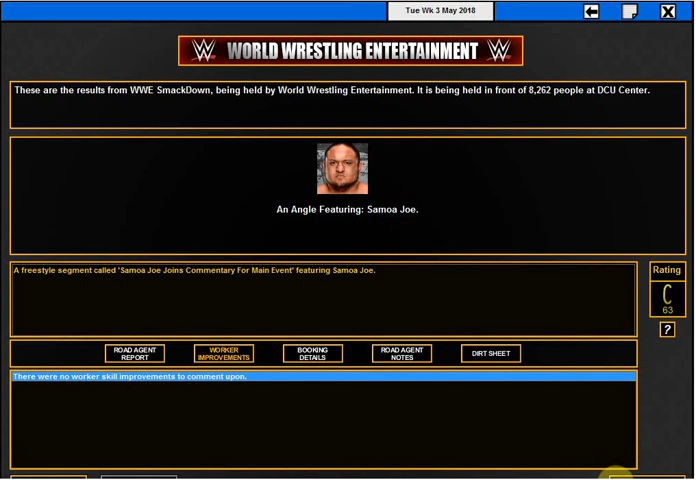 Tue Wk 3 May 2018
W WORLD WRESTLING ENTERTAINMENT W
These are the results from WWE SmackDown, being held by World Wrestling Entertainment. It is being held in front of 8,262 people at DCU Center.
An Angle Featuring: Samoa Joe.
A freestyle segment called 'Samoa Joe Joins Commentary For Main Event' featuring Samoa Joe.
Rating
C
63
?
ROAD AGENT REPORT
WORKER IMPROVEMENTS
BOOKING DETAILS
ROAD AGENT NOTES
DIRT SHEET
There were no worker skill improvements to comment upon.